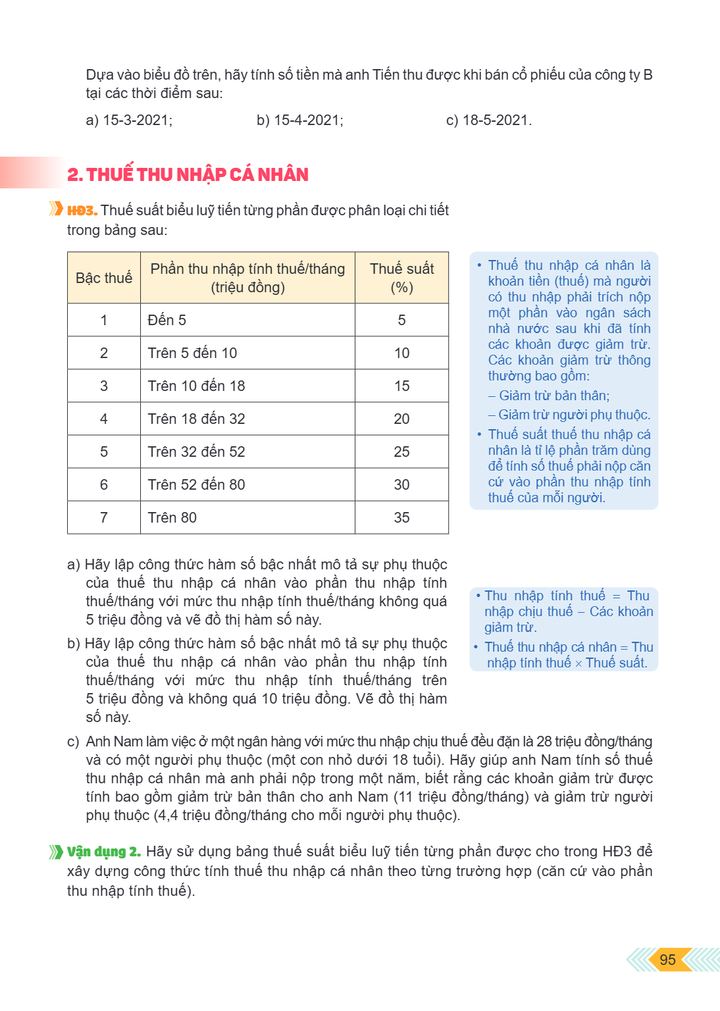 Dựa vào biểu đồ trên, hãy tính số tiền mà anh Tiến thu được khi bán cổ phiếu của công ty B
tại các thời điểm sau:
a) 15-3-2021; b) 15-4-2021; c) 18-5-2021.
2. THUẾ THU NHẬP CÁ NHÂN
HĐ3. Thuế suất biểu luỹ tiến từng phần được phân loại chi tiết
trong bảng sau:
Bậc thuế
Phần thu nhập tính thuế/tháng
(triệu đồng)
Thuế suất
(%)
1 Đến 5 5
2 Trên 5 đến 10 10
3 Trên 10 đến 18 15
4 Trên 18 đến 32 20
5 Trên 32 đến 52 25
6 Trên 52 đến 80 30
7 Trên 80 35
• Thuế thu nhập cá nhân là
khoản tiền (thuế) mà người
có thu nhập phải trích nộp
một phần vào ngân sách
nhà nước sau khi đã tính
các khoản được giảm trừ.
Các khoản giảm trừ thông
thường bao gồm:
– Giảm trừ bản thân;
– Giảm trừ người phụ thuộc.
• Thuế suất thuế thu nhập cá
nhân là tỉ lệ phần trăm dùng
để tính số thuế phải nộp căn
cứ vào phần thu nhập tính
thuế của mỗi người.
a) Hãy lập công thức hàm số bậc nhất mô tả sự phụ thuộc
của thuế thu nhập cá nhân vào phần thu nhập tính
thuế/tháng với mức thu nhập tính thuế/tháng không quá
5 triệu đồng và vẽ đồ thị hàm số này.
b) Hãy lập công thức hàm số bậc nhất mô tả sự phụ thuộc
của thuế thu nhập cá nhân vào phần thu nhập tính
thuế/tháng với mức thu nhập tính thuế/tháng trên
5 triệu đồng và không quá 10 triệu đồng. Vẽ đồ thị hàm
số này.
• Thu nhập tính thuế = Thu
nhập chịu thuế – Các khoản
giảm trừ.
• Thuế thu nhập cá nhân = Thu
nhập tính thuế × Thuế suất.
c) Anh Nam làm việc ở một ngân hàng với mức thu nhập chịu thuế đều đặn là 28 triệu đồng/tháng
và có một người phụ thuộc (một con nhỏ dưới 18 tuổi). Hãy giúp anh Nam tính số thuế
thu nhập cá nhân mà anh phải nộp trong một năm, biết rằng các khoản giảm trừ được
tính bao gồm giảm trừ bản thân cho anh Nam (11 triệu đồng/tháng) và giảm trừ người
phụ thuộc (4,4 triệu đồng/tháng cho mỗi người phụ thuộc).
Vận dụng 2. Hãy sử dụng bảng thuế suất biểu luỹ tiến từng phần được cho trong HĐ3 để
xây dựng công thức tính thuế thu nhập cá nhân theo từng trường hợp (căn cứ vào phần
thu nhập tính thuế).
95